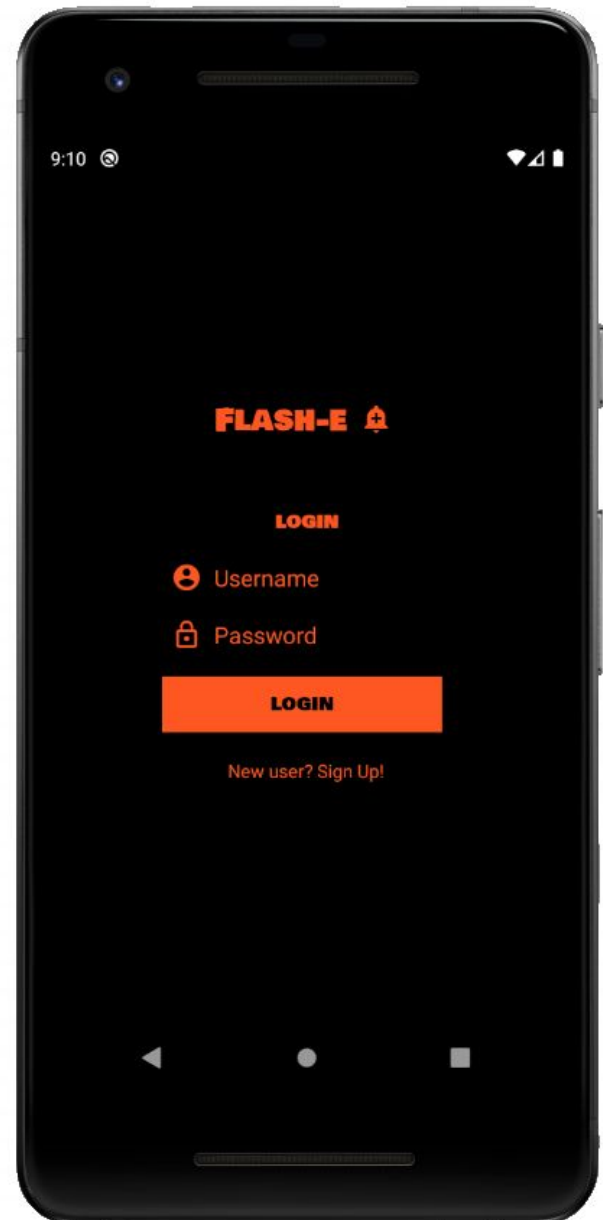 9:10
FLASH-E
LOGIN
Username
Password
LOGIN
New user? Sign Up!